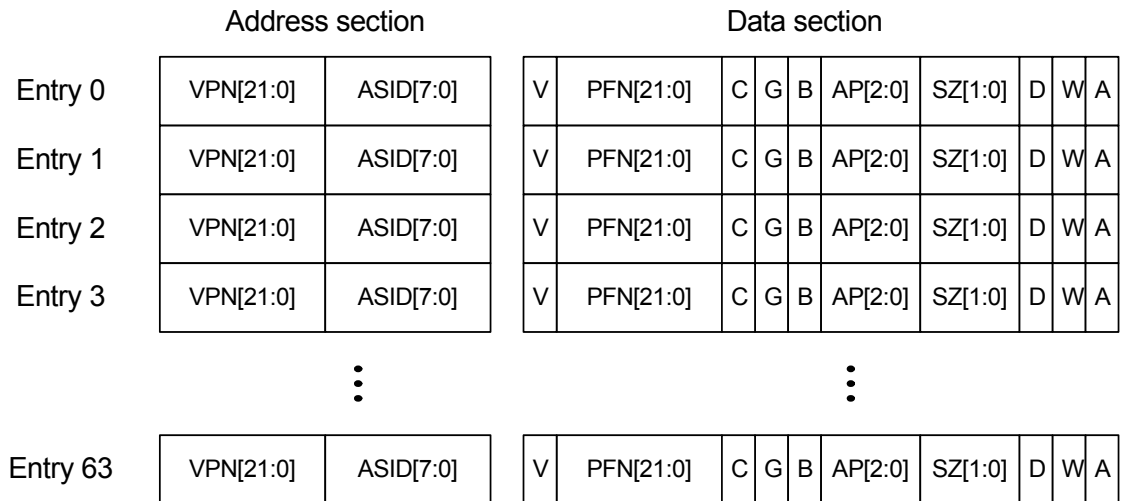 Address section Data section
Entry 0 VPN[21:0] ASID[7:0] V PFN[21:0] C G B AP[2:0] SZ[1:0] D W A
Entry 1 VPN[21:0] ASID[7:0] V PFN[21:0] C G B AP[2:0] SZ[1:0] D W A
Entry 2 VPN[21:0] ASID[7:0] V PFN[21:0] C G B AP[2:0] SZ[1:0] D W A
Entry 3 VPN[21:0] ASID[7:0] V PFN[21:0] C G B AP[2:0] SZ[1:0] D W A
Entry 63 VPN[21:0] ASID[7:0] V PFN[21:0] C G B AP[2:0] SZ[1:0] D W A